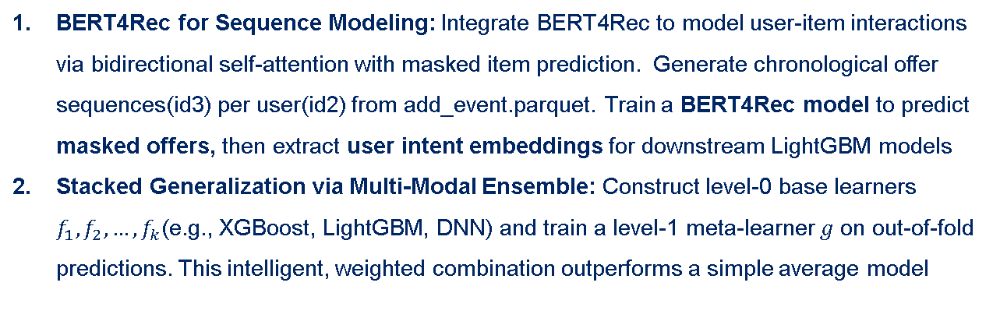 1. BERT4Rec for Sequence Modeling: Integrate BERT4Rec to model user-item interactions
via bidirectional self-attention with masked item prediction.  Generate chronological offer
sequences(id3) per user(id2) from add_event.parquet. Train a BERT4Rec model to predict
masked offers, then extract user intent embeddings for downstream LightGBM models
2. Stacked Generalization via Multi-Modal Ensemble: Construct level-0 base learners
𝑓₁, 𝑓₂, …, 𝑓ₖ(e.g., XGBoost, LightGBM, DNN) and train a level-1 meta-learner 𝑔 on out-of-fold
predictions. This intelligent, weighted combination outperforms a simple average model